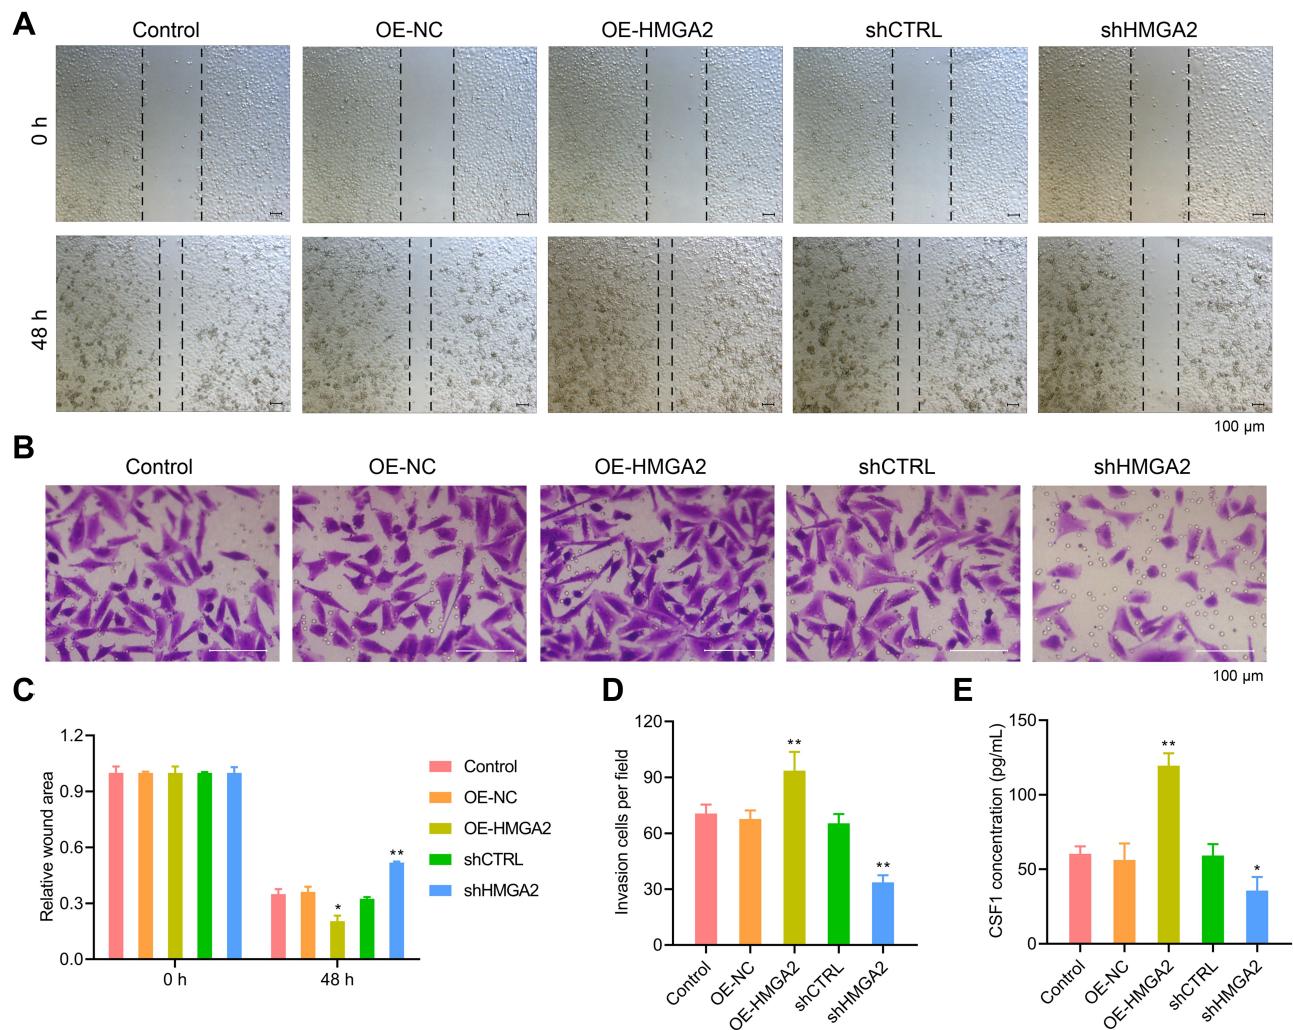 A
Control OE-NC OE-HMGA2 shCTRL shHMGA2
0 h
48 h
100 µm
B
Control OE-NC OE-HMGA2 shCTRL shHMGA2
100 µm
C
Relative wound area
1.2
0.9
0.6
0.3
0.0
* **
0 h 48 h
Control
OE-NC
OE-HMGA2
shCTRL
shHMGA2
D
Invasion cells per field
120
90
60
30
0
** **
Control OE-NC OE-HMGA2 shCTRL shHMGA2
E
CSF1 concentration (pg/mL)
150
100
50
0
** *
Control OE-NC OE-HMGA2 shCTRL shHMGA2